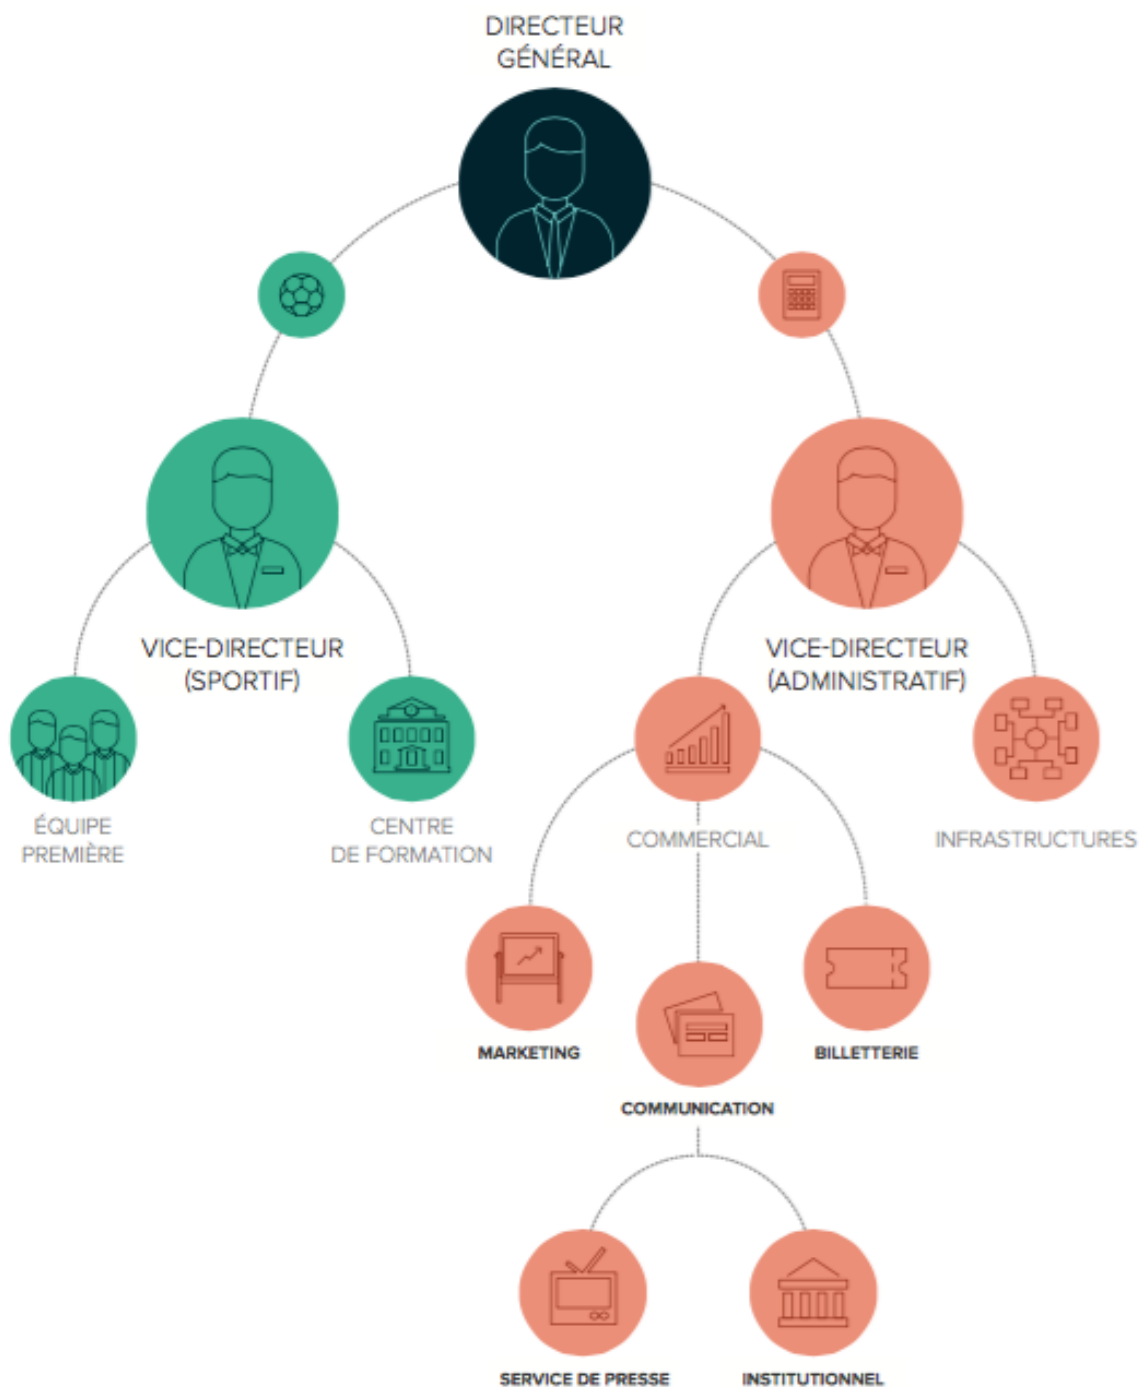 DIRECTEUR
GÉNÉRAL
VICE-DIRECTEUR
(SPORTIF)
VICE-DIRECTEUR
(ADMINISTRATIF)
ÉQUIPE
PREMIÈRE
CENTRE
DE FORMATION
COMMERCIAL
INFRASTRUCTURES
MARKETING
BILLETTERIE
COMMUNICATION
SERVICE DE PRESSE
INSTITUTIONNEL